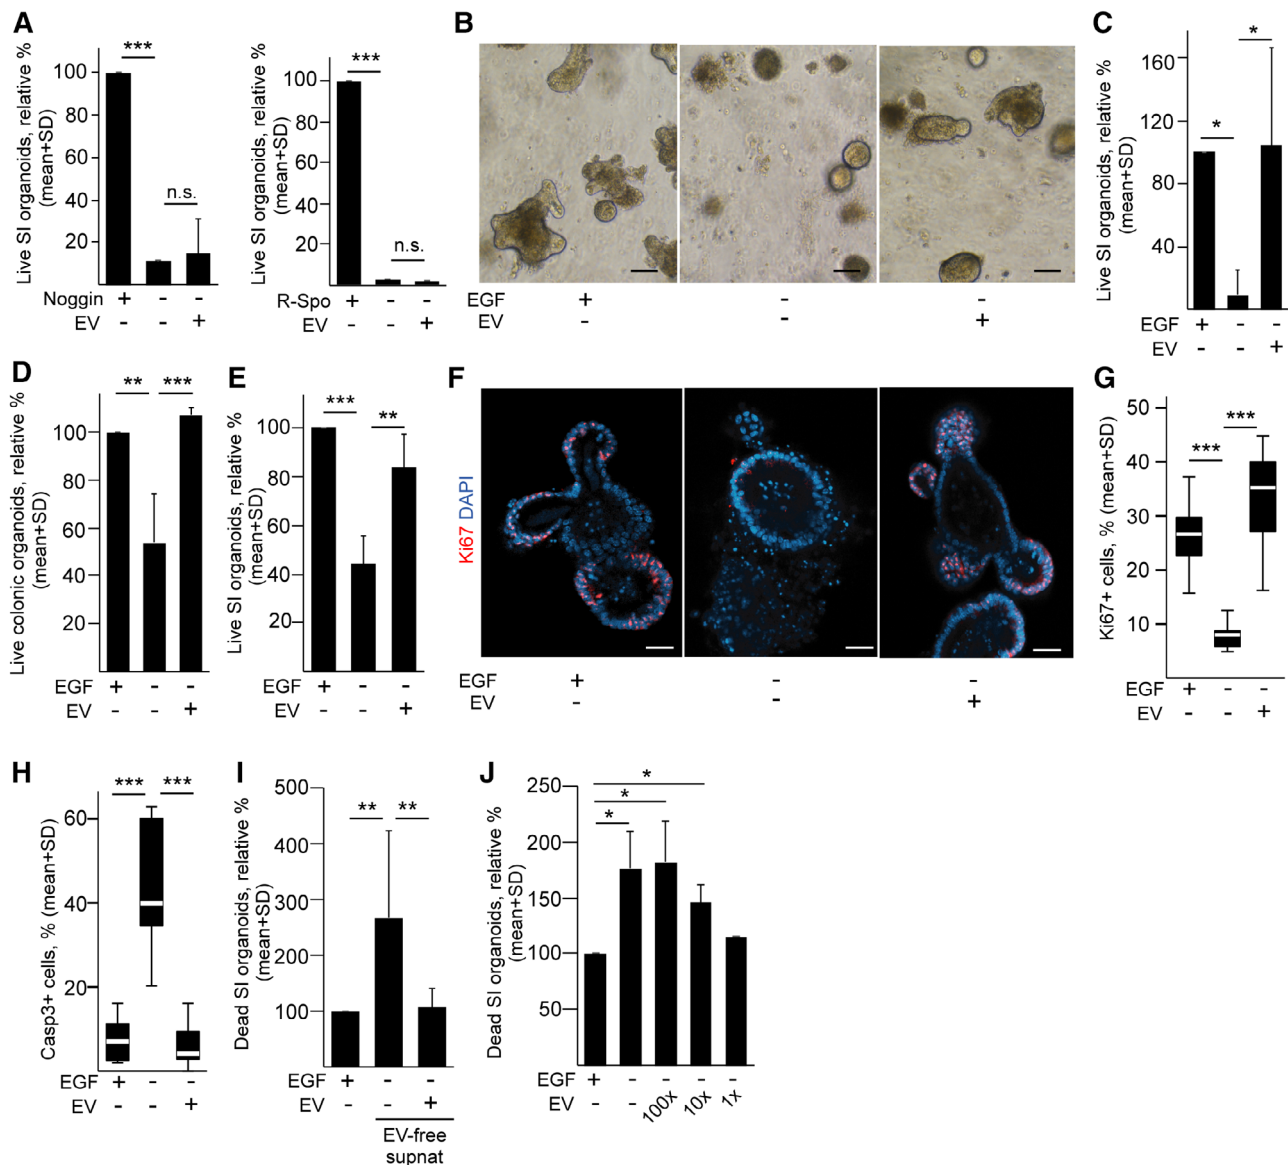 A
Live SI organoids, relative %
(mean+SD)
100
80
60
40
20
***
n.s.
Noggin + - -
EV - - +
Live SI organoids, relative %
(mean+SD)
100
80
60
40
20
***
n.s.
R-Spo + - -
EV - - +
B
EGF + - -
EV - - +
C
Live SI organoids, relative %
(mean+SD)
160
120
80
40
*
*
EGF + - -
EV - - +
D
Live colonic organoids, relative %
(mean+SD)
100
80
60
40
20
** ***
EGF + - -
EV - - +
E
Live SI organoids, relative %
(mean+SD)
100
80
60
40
20
*** **
EGF + - -
EV - - +
F
Ki67 DAPI
EGF + - -
EV - - +
G
Ki67+ cells, % (mean+SD)
50
40
30
20
10
*** ***
EGF + - -
EV - - +
H
Casp3+ cells, % (mean+SD)
60
40
20
*** ***
EGF + - -
EV - - +
I
Dead SI organoids, relative %
(mean+SD)
500
400
300
200
100
** **
EGF + - -
EV - - +
EV-free
supnat
J
Dead SI organoids, relative %
(mean+SD)
250
200
150
100
50
*
*
*
EGF + - - - -
EV - - 100x 10x 1x